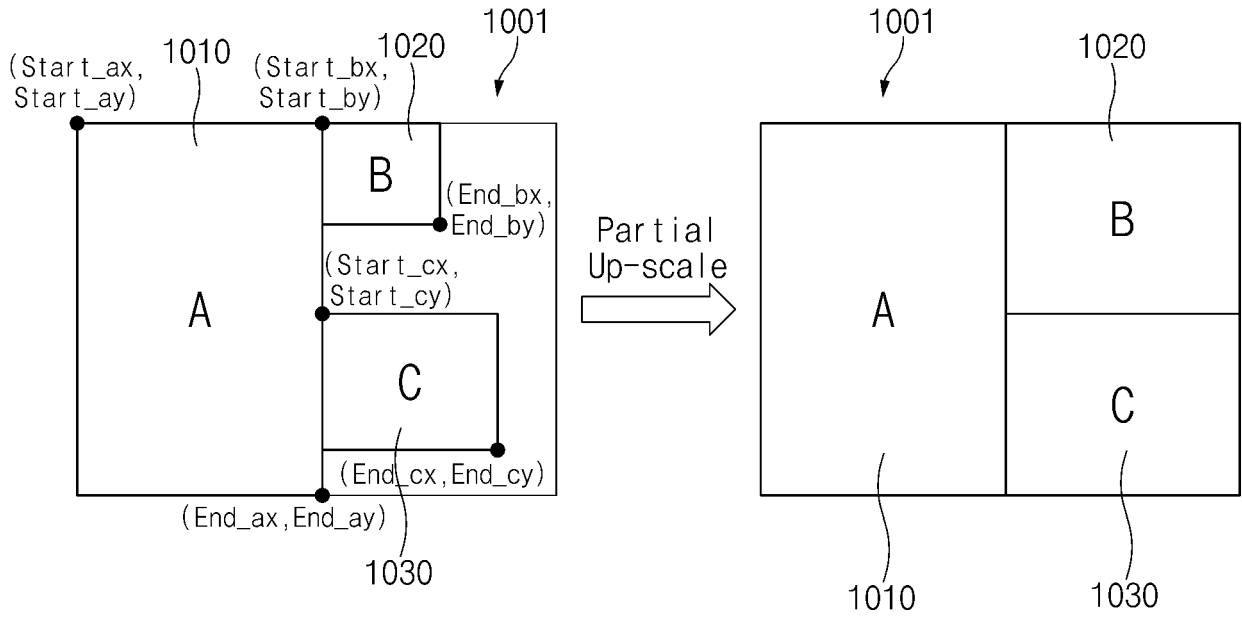 1001
1010
1020
(Start_ax,
Start_ay)
(Start_bx,
Start_by)
B
(End_bx,
End_by)
(Start_cx,
Start_cy)
A
C
(End_cx,End_cy)
(End_ax,End_ay)
1030
Partial
Up-scale
1001
1020
B
A
C
1010
1030